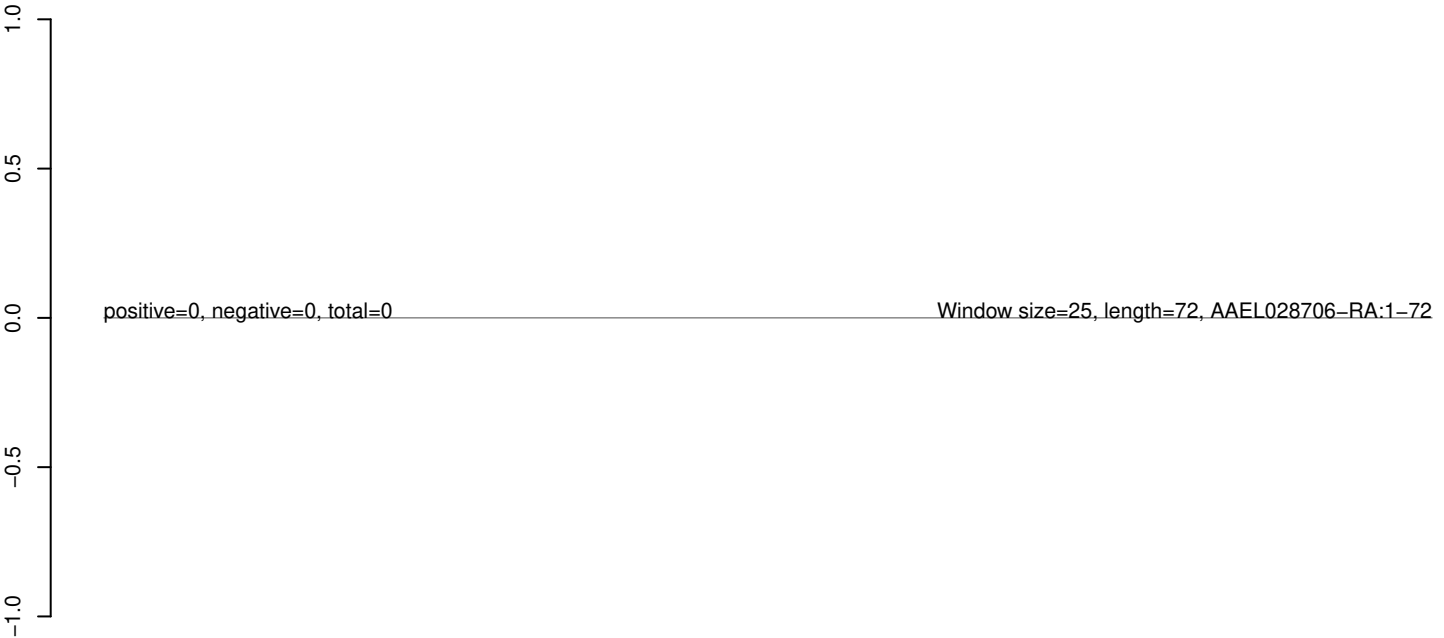 1.0
0.5
0.0
−0.5
−1.0
positive=0, negative=0, total=0
Window size=25, length=72, AAEL028706−RA:1−72